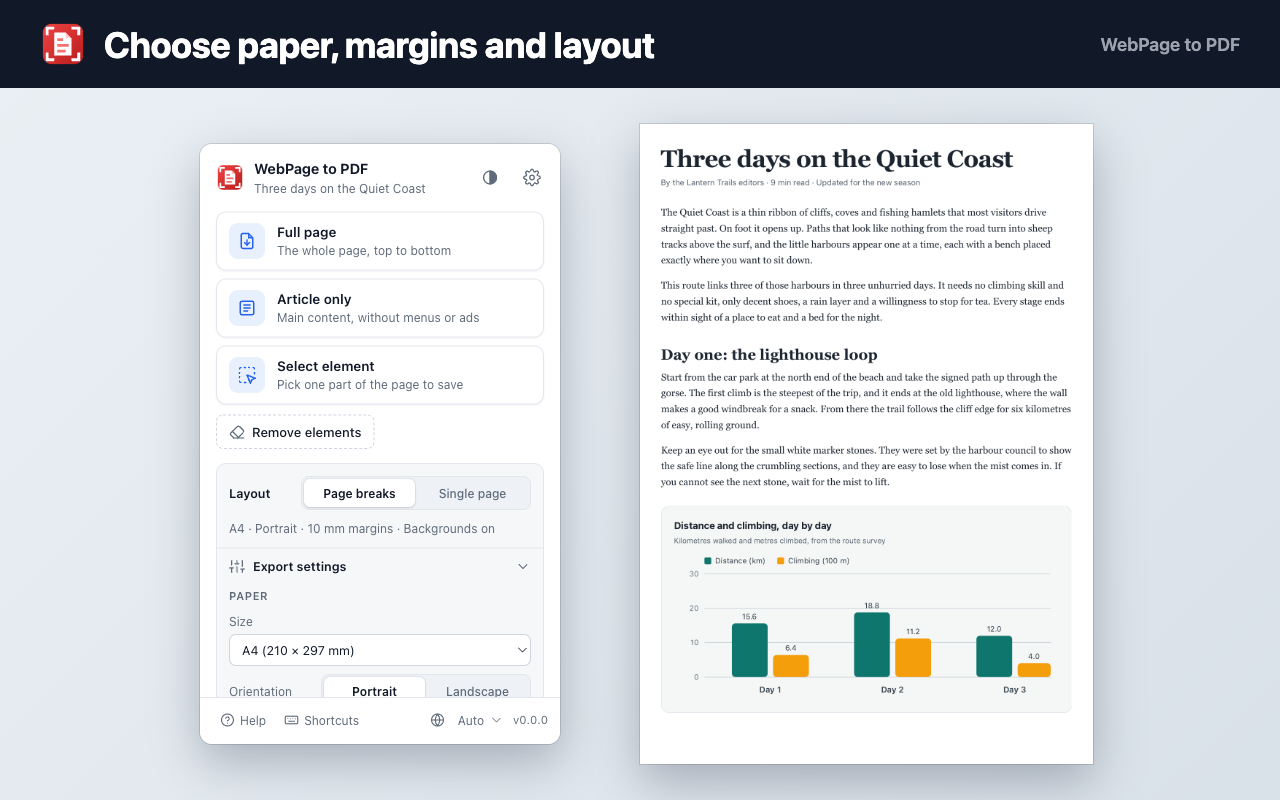 Choose paper, margins and layout
WebPage to PDF
WebPage to PDF
Three days on the Quiet Coast
Full page
The whole page, top to bottom
Article only
Main content, without menus or ads
Select element
Pick one part of the page to save
Remove elements
Layout
Page breaks
Single page
A4 · Portrait · 10 mm margins · Backgrounds on
Export settings
PAPER
Size
A4 (210 × 297 mm)
Orientation
Portrait
Landscape
Help
Shortcuts
Auto
v0.0.0
Three days on the Quiet Coast
By the Lantern Trails editors · 9 min read · Updated for the new season
The Quiet Coast is a thin ribbon of cliffs, coves and fishing hamlets that most visitors drive
straight past. On foot it opens up. Paths that look like nothing from the road turn into sheep
tracks above the surf, and the little harbours appear one at a time, each with a bench placed
exactly where you want to sit down.
This route links three of those harbours in three unhurried days. It needs no climbing skill and
no special kit, only decent shoes, a rain layer and a willingness to stop for tea. Every stage ends
within sight of a place to eat and a bed for the night.
Day one: the lighthouse loop
Start from the car park at the north end of the beach and take the signed path up through the
gorse. The first climb is the steepest of the trip, and it ends at the old lighthouse, where the wall
makes a good windbreak for a snack. From there the trail follows the cliff edge for six kilometres
of easy, rolling ground.
Keep an eye out for the small white marker stones. They were set by the harbour council to show
the safe line along the crumbling sections, and they are easy to lose when the mist comes in. If
you cannot see the next stone, wait for the mist to lift.
Distance and climbing, day by day
Kilometres walked and metres climbed, from the route survey
Distance (km)
Climbing (100 m)
30
20
10
0
15.6
6.4
18.8
11.2
12.0
4.0
Day 1
Day 2
Day 3